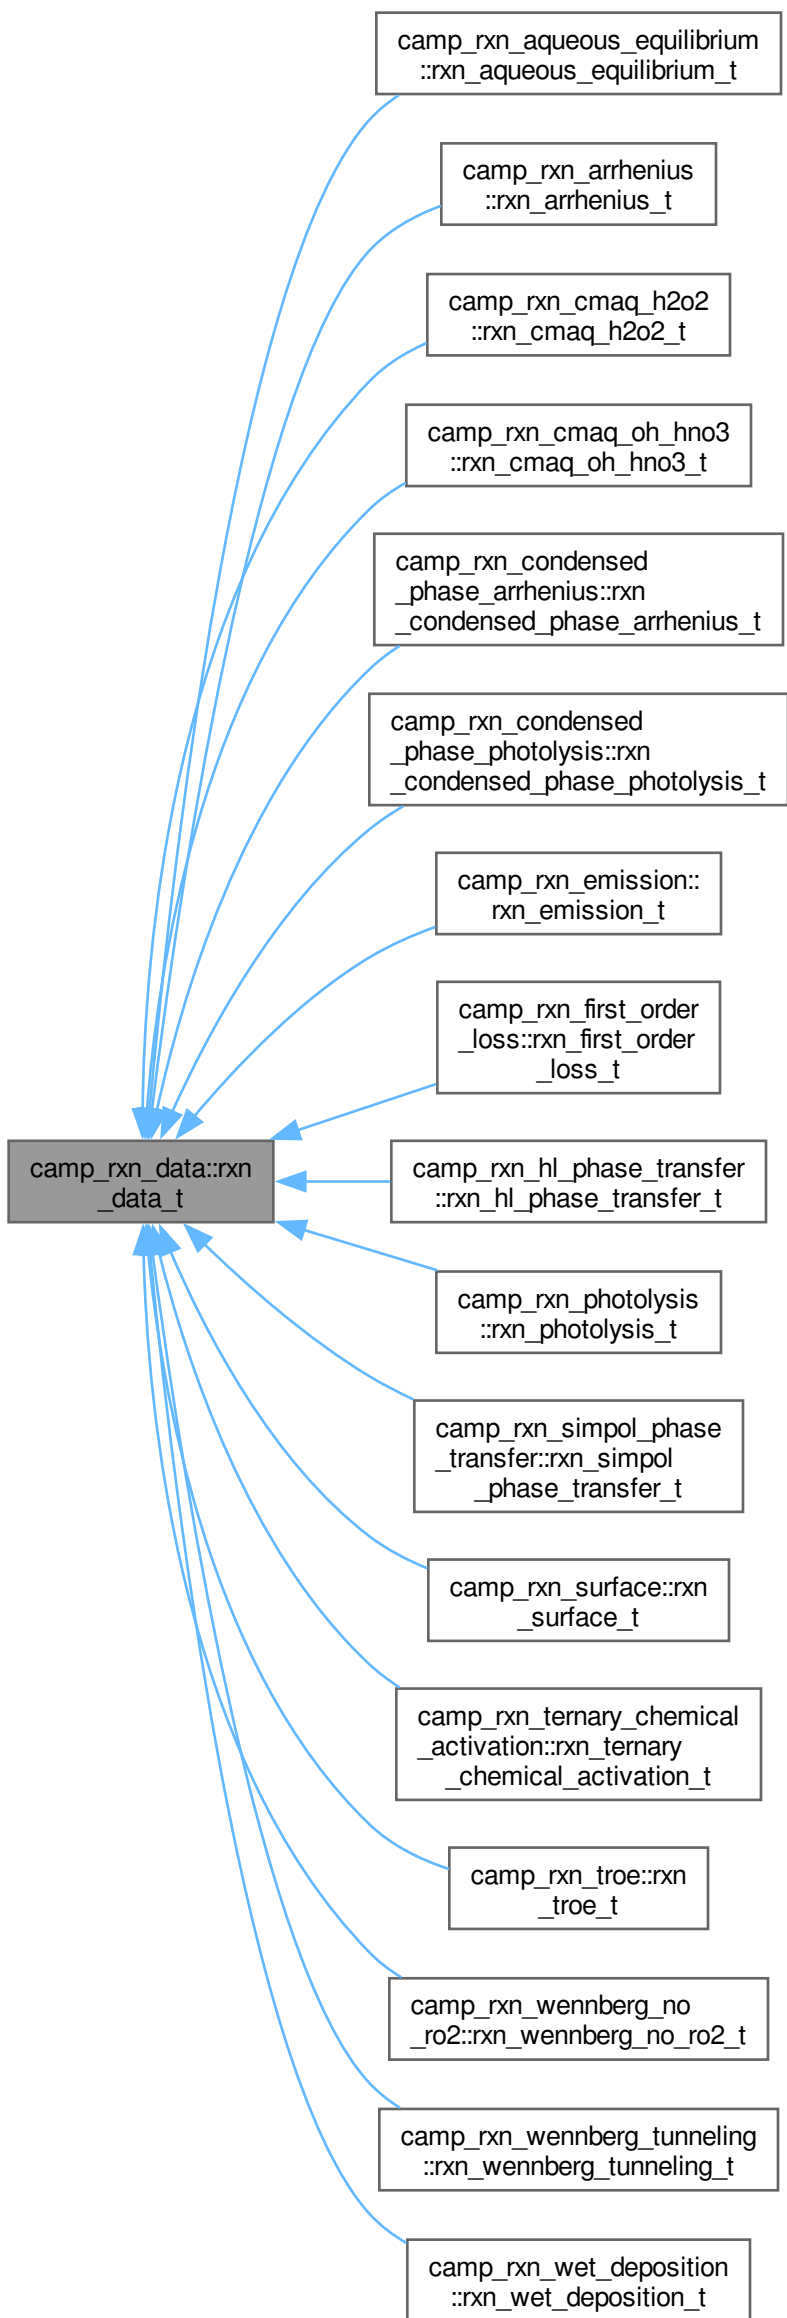 camp_rxn_aqueous_equilibrium
::rxn_aqueous_equilibrium_t
camp_rxn_arrhenius
::rxn_arrhenius_t
camp_rxn_cmaq_h2o2
::rxn_cmaq_h2o2_t
camp_rxn_cmaq_oh_hno3
::rxn_cmaq_oh_hno3_t
camp_rxn_condensed
_phase_arrhenius::rxn
_condensed_phase_arrhenius_t
camp_rxn_condensed
_phase_photolysis::rxn
_condensed_phase_photolysis_t
camp_rxn_emission::
rxn_emission_t
camp_rxn_first_order
_loss::rxn_first_order
_loss_t
camp_rxn_data::rxn
_data_t
camp_rxn_hl_phase_transfer
::rxn_hl_phase_transfer_t
camp_rxn_photolysis
::rxn_photolysis_t
camp_rxn_simpol_phase
_transfer::rxn_simpol
_phase_transfer_t
camp_rxn_surface::rxn
_surface_t
camp_rxn_ternary_chemical
_activation::rxn_ternary
_chemical_activation_t
camp_rxn_troe::rxn
_troe_t
camp_rxn_wennberg_no
_ro2::rxn_wennberg_no_ro2_t
camp_rxn_wennberg_tunneling
::rxn_wennberg_tunneling_t
camp_rxn_wet_deposition
::rxn_wet_deposition_t